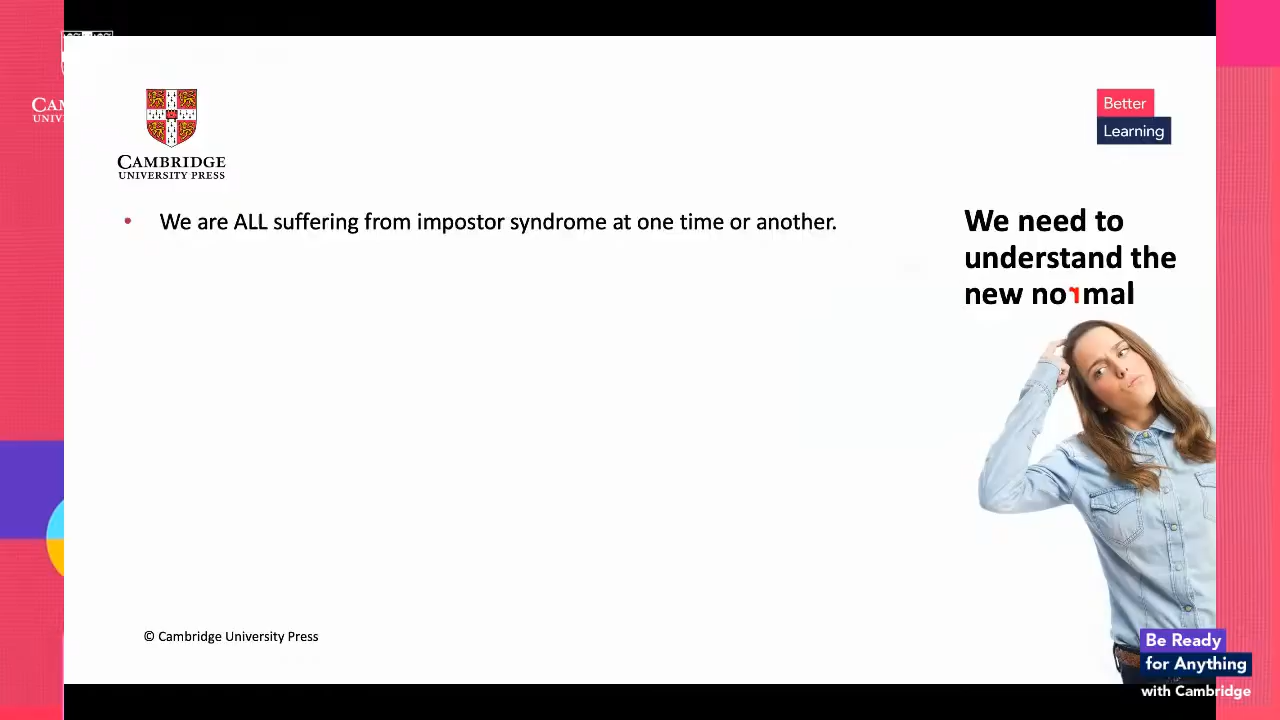 CAMBRIDGE
UNIVERSITY PRESS
Better
Learning
• We are ALL suffering from impostor syndrome at one time or another.
We need to
understand the
new normal
© Cambridge University Press
Be Ready
for Anything
with Cambridge